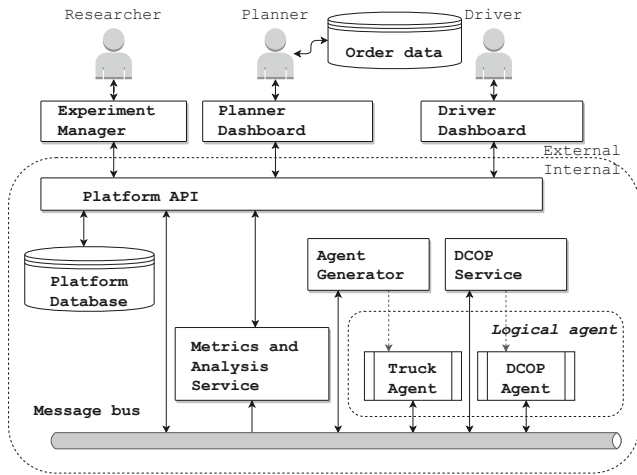 Researcher
Planner
Driver
Order data
Experiment
Manager
Planner
Dashboard
Driver
Dashboard
External
Internal
Platform API
Platform
Database
Agent
Generator
DCOP
Service
Metrics and
Analysis
Service
Logical agent
Truck
Agent
DCOP
Agent
Message bus